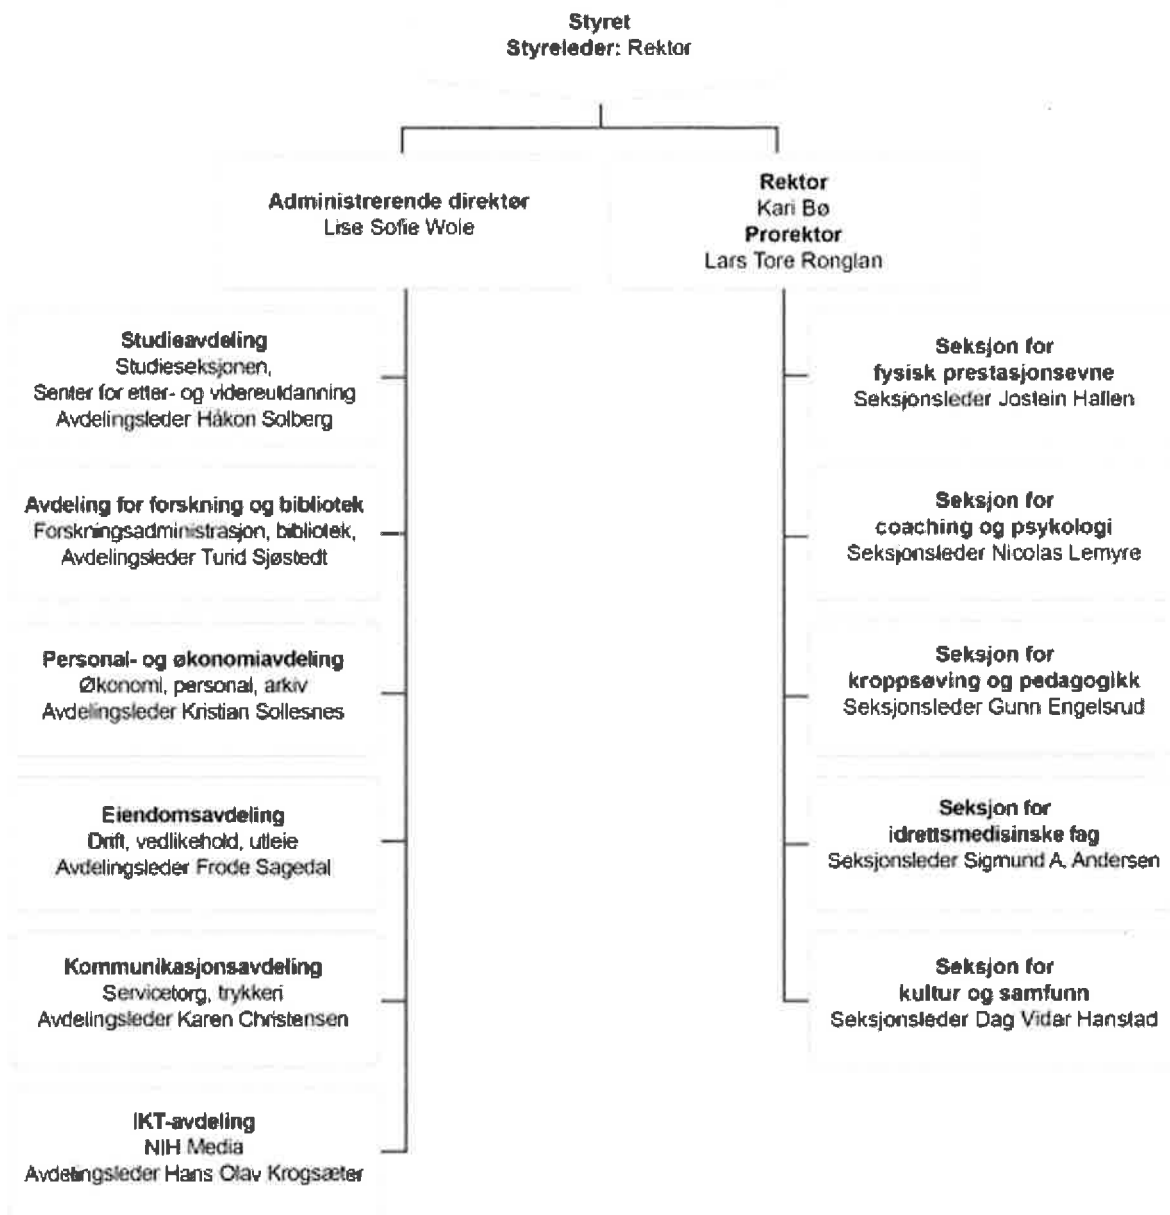 Styret
Styreleder: Rektor
Administrerende direktør
Lise Sofie Wole
Rektor
Kari Bø
Prorektor
Lars Tore Ronglan
Studieavdeling
Studieseksjonen,
Senter for etter- og videreutdanning
Avdelingsleder Håkon Solberg
Avdeling for forskning og bibliotek
Forskningsadministrasjon, bibliotek,
Avdelingsleder Turid Sjøstedt
Personal- og økonomiavdeling
Økonomi, personal, arkiv
Avdelingsleder Kristian Sollesnes
Eiendomsavdeling
Drift, vedlikehold, utleie
Avdelingsleder Frode Sagedal
Kommunikasjonsavdeling
Servicetorg, trykkeri
Avdelingsleder Karen Christensen
IKT-avdeling
NIH Media
Avdelingsleder Hans Olav Krogsæter
Seksjon for
fysisk prestasjonsevne
Seksjonsleder Jostein Hallen
Seksjon for
coaching og psykologi
Seksjonsleder Nicolas Lemyre
Seksjon for
kroppsøving og pedagogikk
Seksjonsleder Gunn Engelsrud
Seksjon for
idrettsmedisinske fag
Seksjonsleder Sigmund A. Andersen
Seksjon for
kultur og samfunn
Seksjonsleder Dag Vidar Hanstad